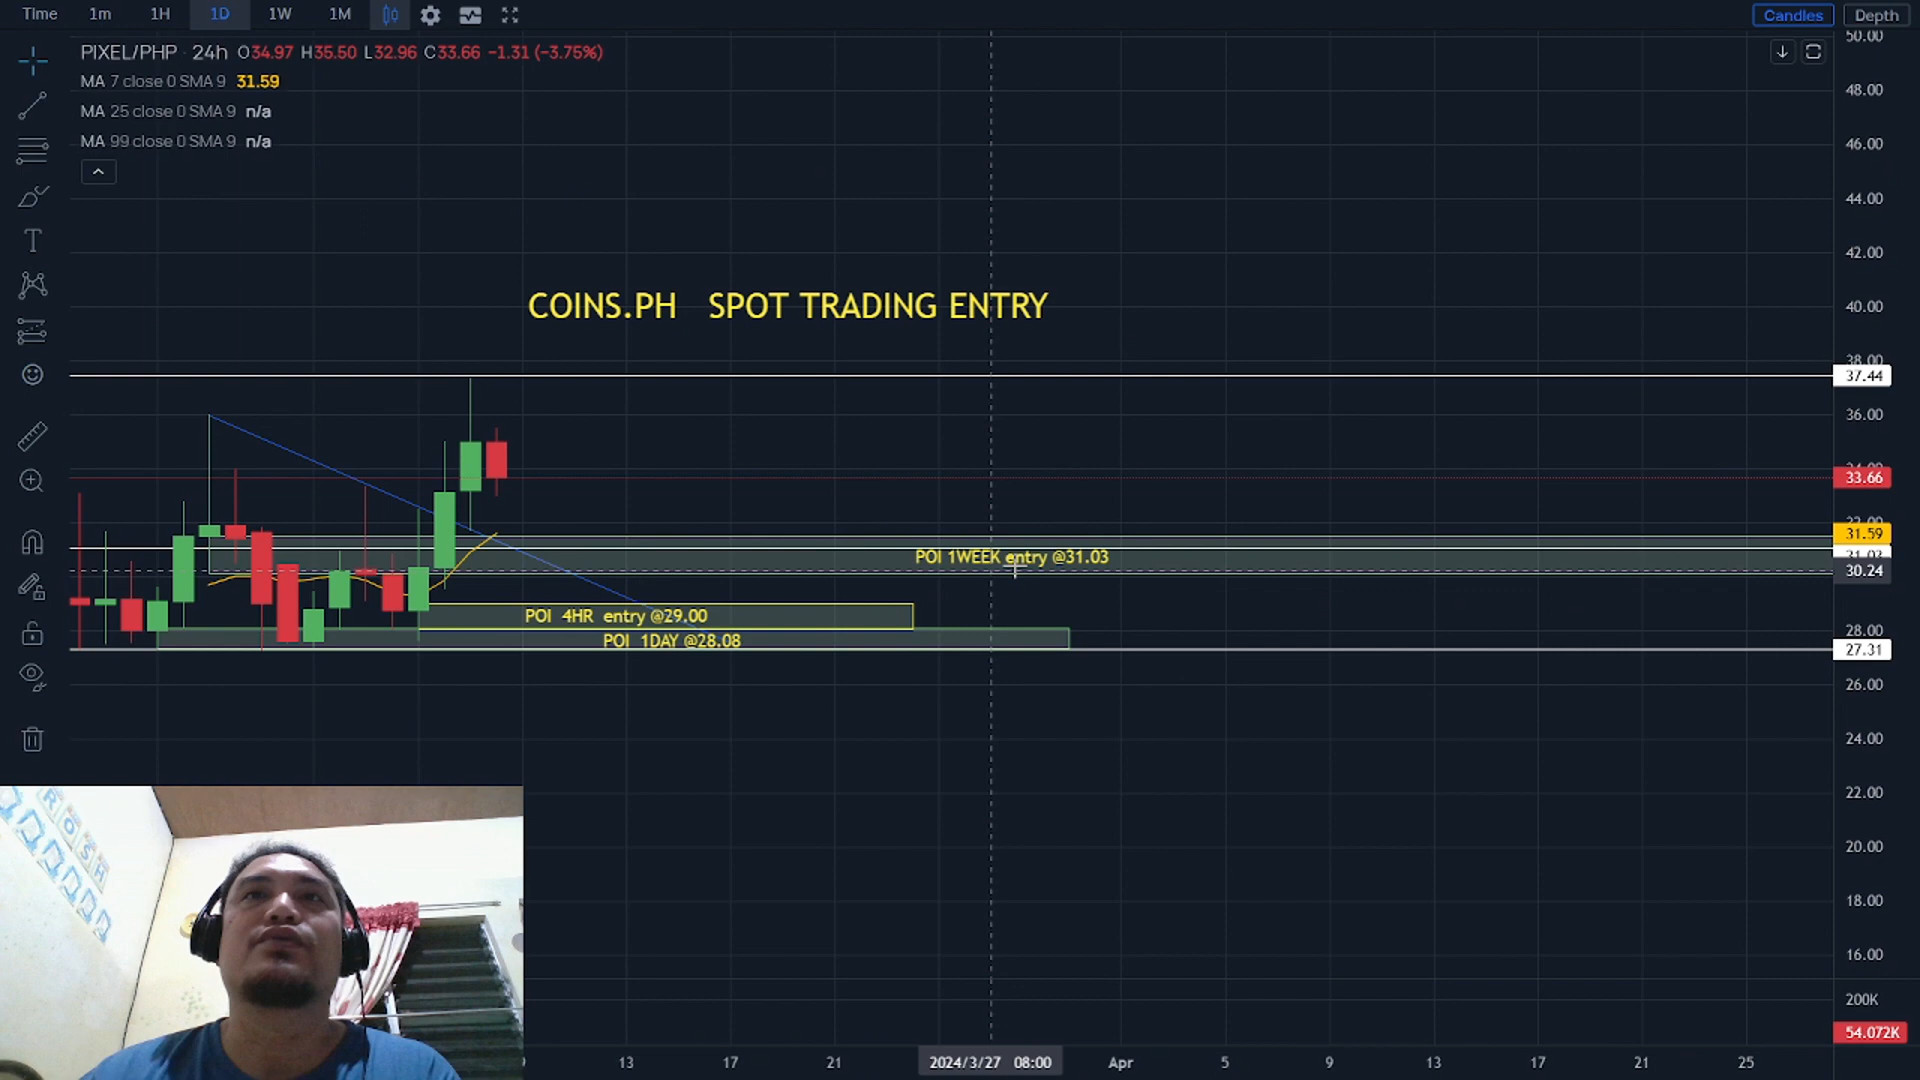 Time 1m 1H 1D 1W 1M Candles Depth
PIXEL/PHP · 24h O34.97 H35.50 L32.96 C33.66 −1.31 (−3.75%)
MA 7 close 0 SMA 9 31.59
MA 25 close 0 SMA 9 n/a
MA 99 close 0 SMA 9 n/a
50.00
48.00
46.00
44.00
42.00
COINS.PH SPOT TRADING ENTRY
40.00
38.00
37.44
36.00
33.66
31.59
31.03
POI 1WEEK entry @31.03
30.24
POI 4HR entry @29.00
28.00
POI 1DAY @28.08
27.31
26.00
24.00
22.00
20.00
18.00
16.00
200K
54.072K
ROSH
13 17 21 2024/3/27 08:00 Apr 5 9 13 17 21 25